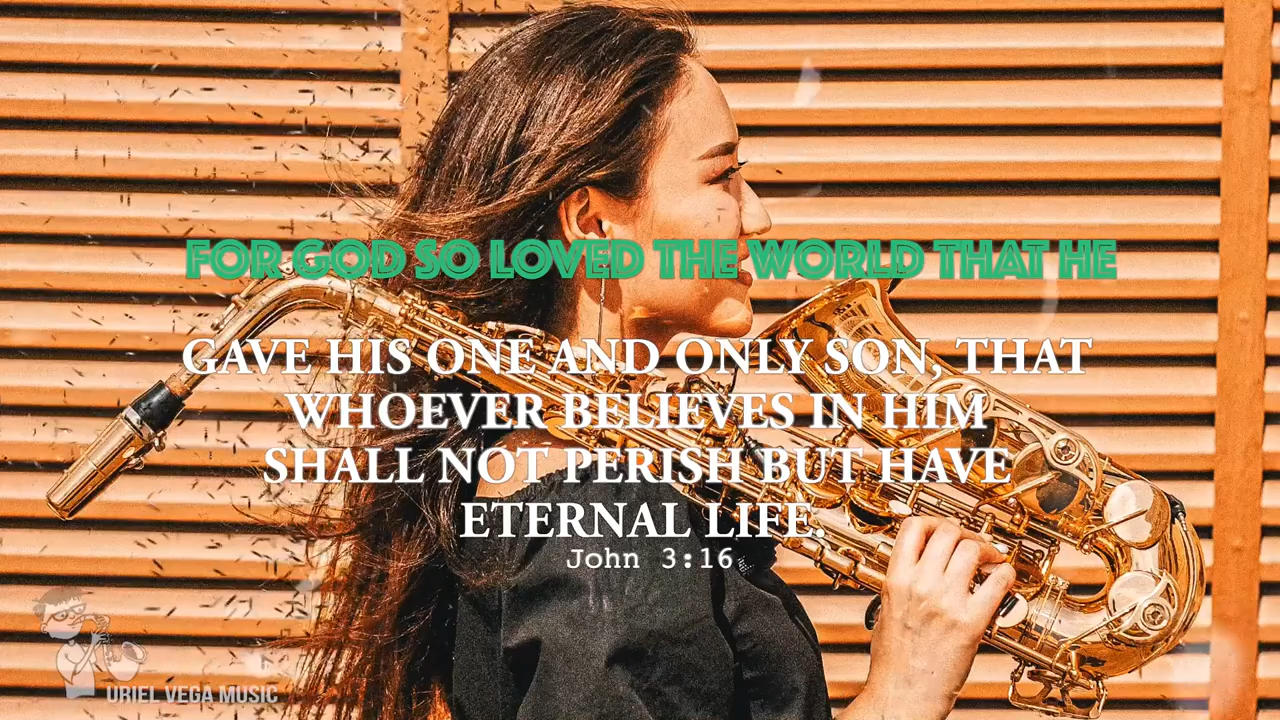 FOR GOD SO LOVED THE WORLD THAT HE
GAVE HIS ONE AND ONLY SON, THAT
WHOEVER BELIEVES IN HIM
SHALL NOT PERISH BUT HAVE
ETERNAL LIFE.
John 3:16
URIEL VEGA MUSIC